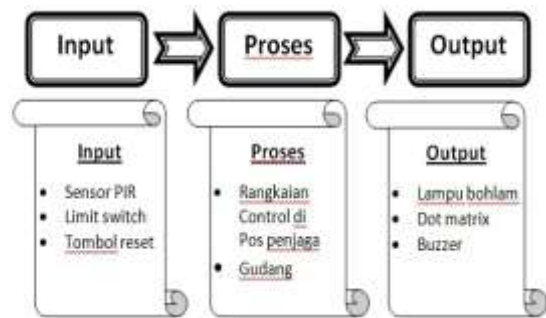 Input
Proses
Output
Input
• Sensor PIR
• Limit switch
• Tombol reset
Proses
• Rangkaian
Control di
Pos penjaga
• Gudang
Output
• Lampu bohlam
• Dot matrix
• Buzzer